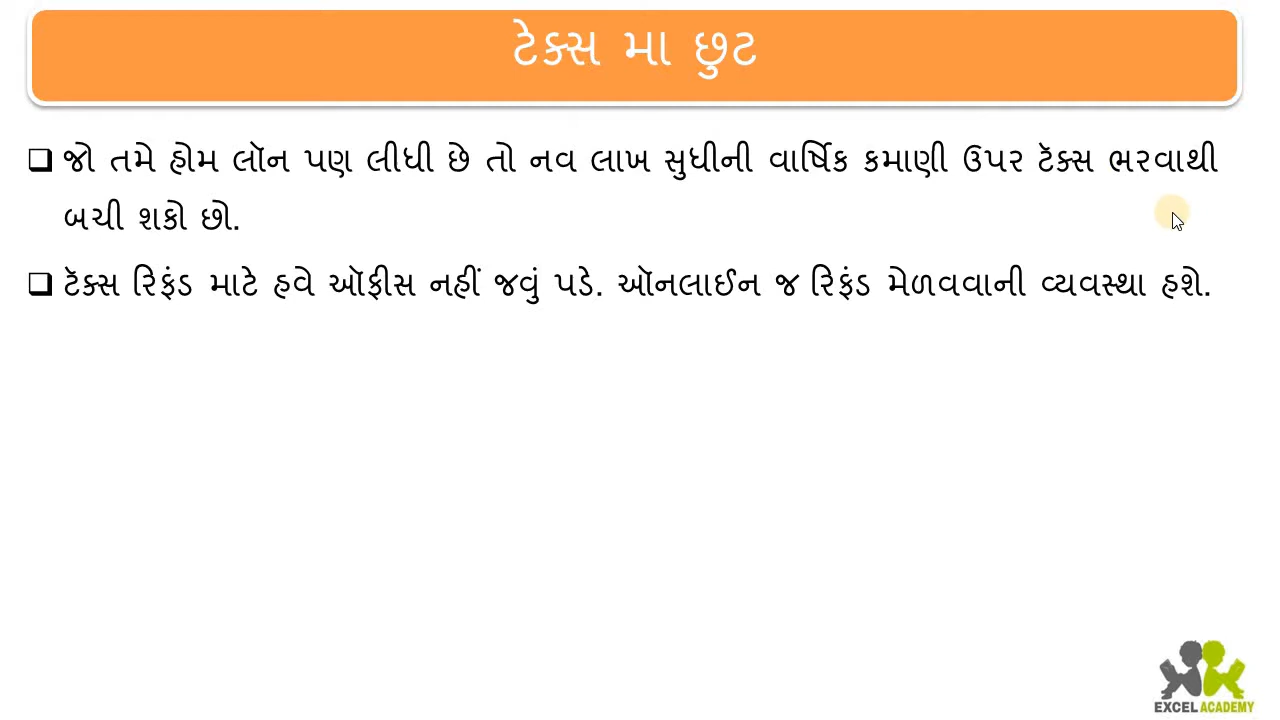 ટેક્સ મા છુટ
જો તમે હોમ લૉન પણ લીધી છે તો નવ લાખ સુધીની વાર્ષિક કમાણી ઉપર ટૅક્સ ભરવાથી
બચી શકો છો.
ટૅક્સ રિફંડ માટે હવે ઑફીસ નહીં જવું પડે. ઑનલાઈન જ રિફંડ મેળવવાની વ્યવસ્થા હશે.
EXCEL ACADEMY